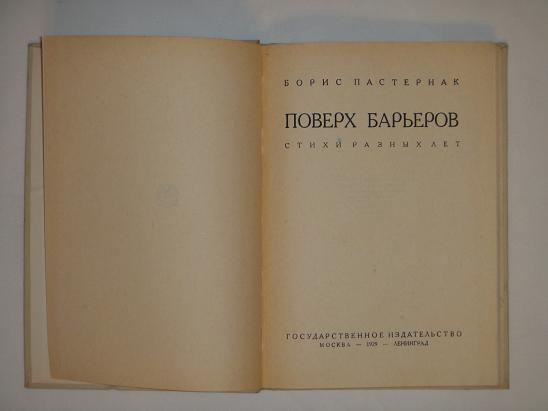 БОРИС ПАСТЕРНАК
ПОВЕРХ БАРЬЕРОВ
СТИХИ РАЗНЫХ ЛЕТ
ГОСУДАРСТВЕННОЕ ИЗДАТЕЛЬСТВО
МОСКВА — 1929 — ЛЕНИНГРАД